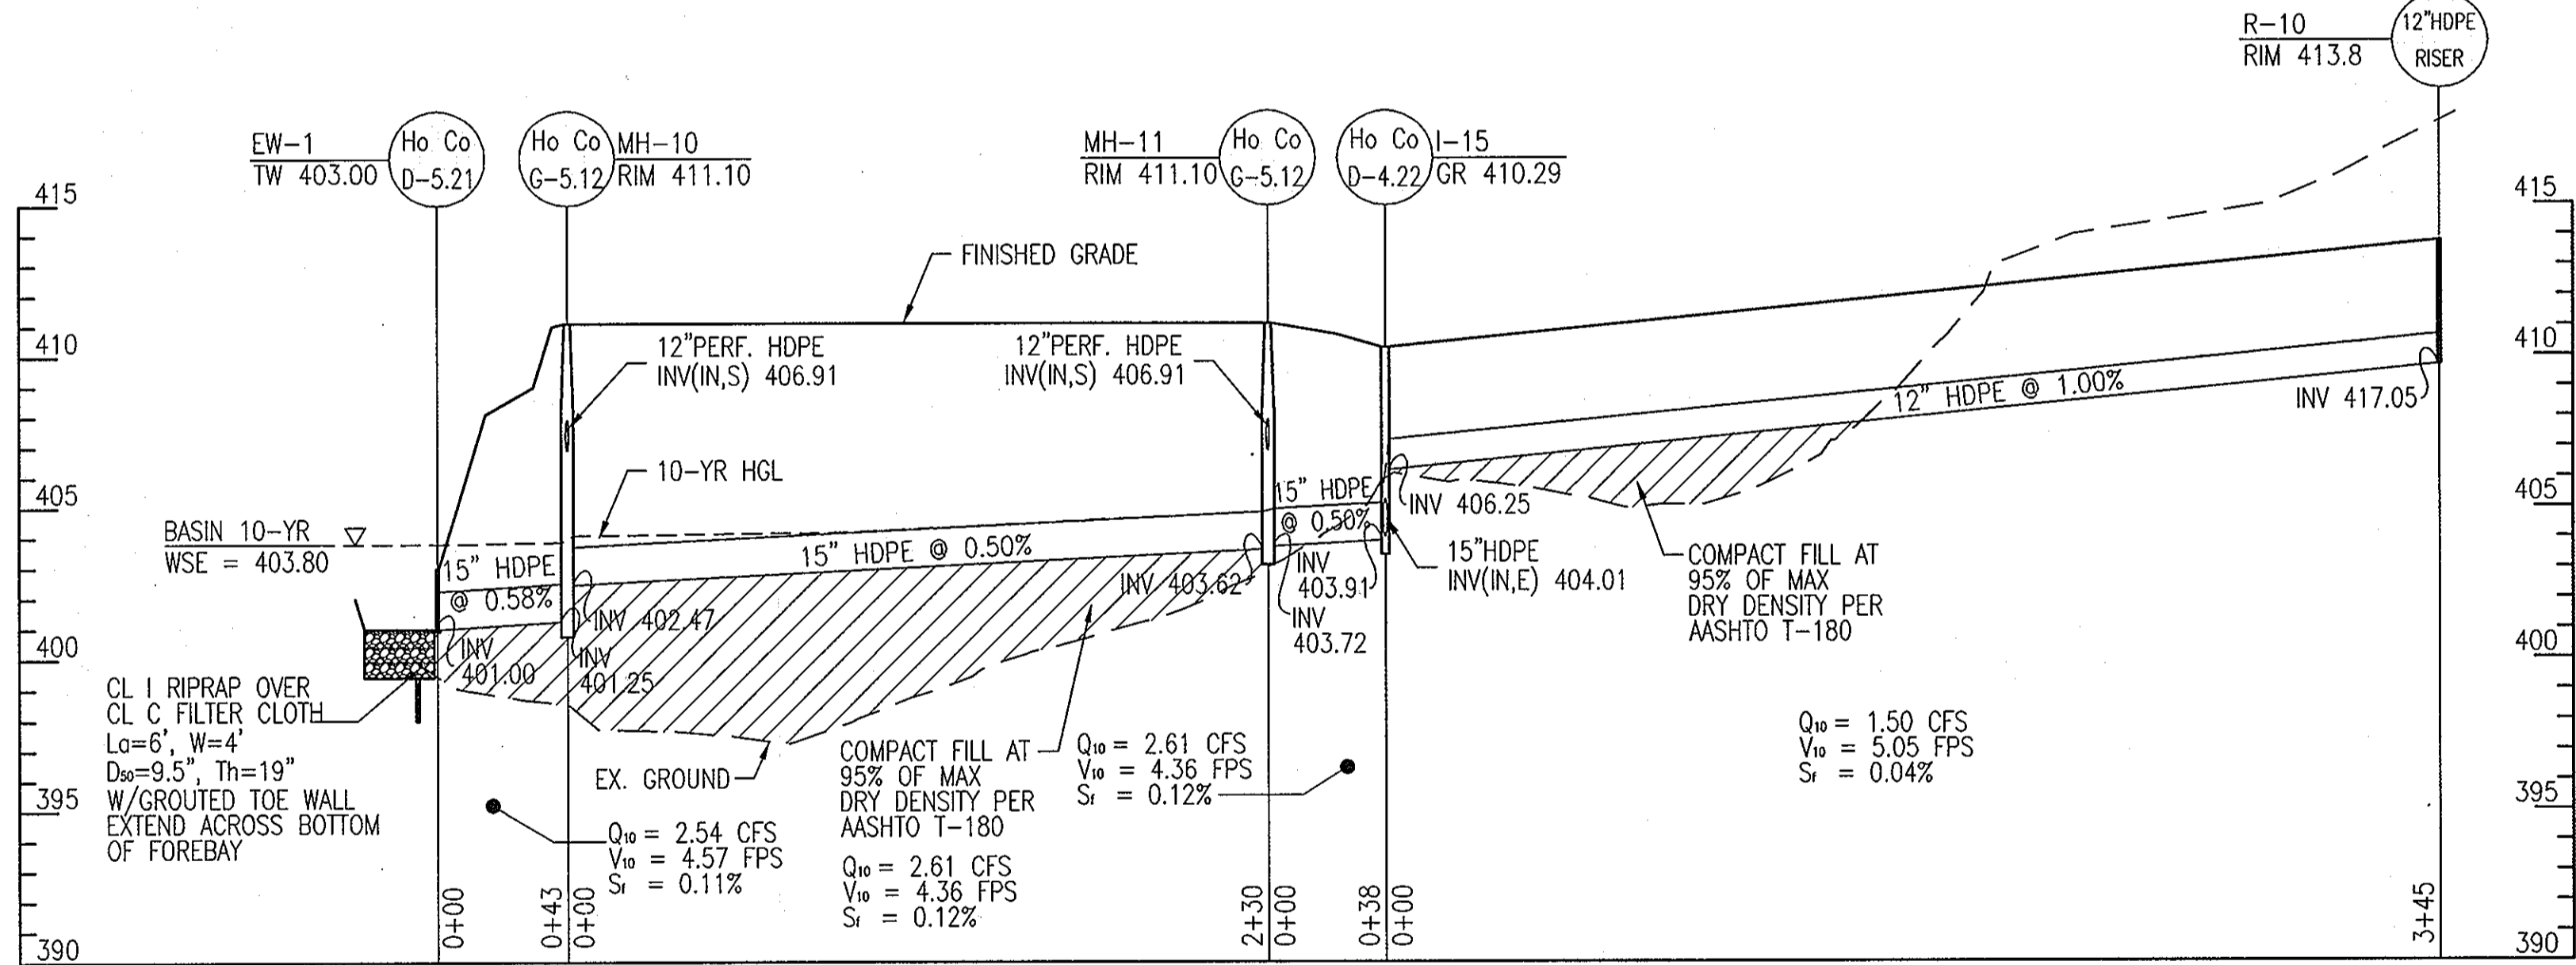 R-10
RIM 413.8
12"HDPE
RISER
EW-1
TW 403.00
Ho Co
D-5.21
Ho Co
G-5.12
MH-10
RIM 411.10
MH-11
RIM 411.10
Ho Co
G-5.12
Ho Co
D-4.22
I-15
GR 410.29
415
410
405
400
395
390
415
410
405
400
395
390
FINISHED GRADE
12"PERF. HDPE
INV(IN,S) 406.91
12"PERF. HDPE
INV(IN,S) 406.91
10-YR HGL
BASIN 10-YR
WSE = 403.80
15" HDPE
@ 0.58%
15" HDPE @ 0.50%
15" HDPE
@ 0.50%
12" HDPE @ 1.00%
INV 417.05
INV 406.25
15"HDPE
INV(IN,E) 404.01
INV
401.00
INV 402.47
INV
401.25
INV 403.62
INV
403.91
INV
403.72
COMPACT FILL AT
95% OF MAX
DRY DENSITY PER
AASHTO T-180
CL I RIPRAP OVER
CL C FILTER CLOTH
La=6', W=4'
D50=9.5", Th=19"
W/GROUTED TOE WALL
EXTEND ACROSS BOTTOM
OF FOREBAY
EX. GROUND
COMPACT FILL AT
95% OF MAX
DRY DENSITY PER
AASHTO T-180
Q10 = 2.54 CFS
V10 = 4.57 FPS
Sf = 0.11%
Q10 = 2.61 CFS
V10 = 4.36 FPS
Sf = 0.12%
Q10 = 2.61 CFS
V10 = 4.36 FPS
Sf = 0.12%
Q10 = 1.50 CFS
V10 = 5.05 FPS
Sf = 0.04%
0+00
0+43
0+00
2+30
0+00
0+38
0+00
3+45